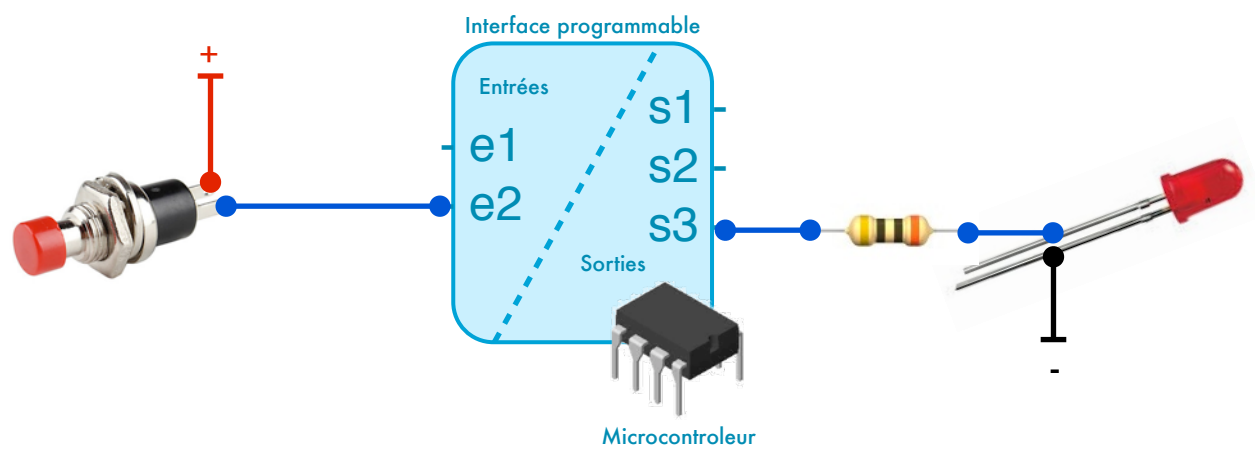 Interface programmable
+
Entrées
s1
e1
s2
e2
s3
Sorties
-
Microcontroleur